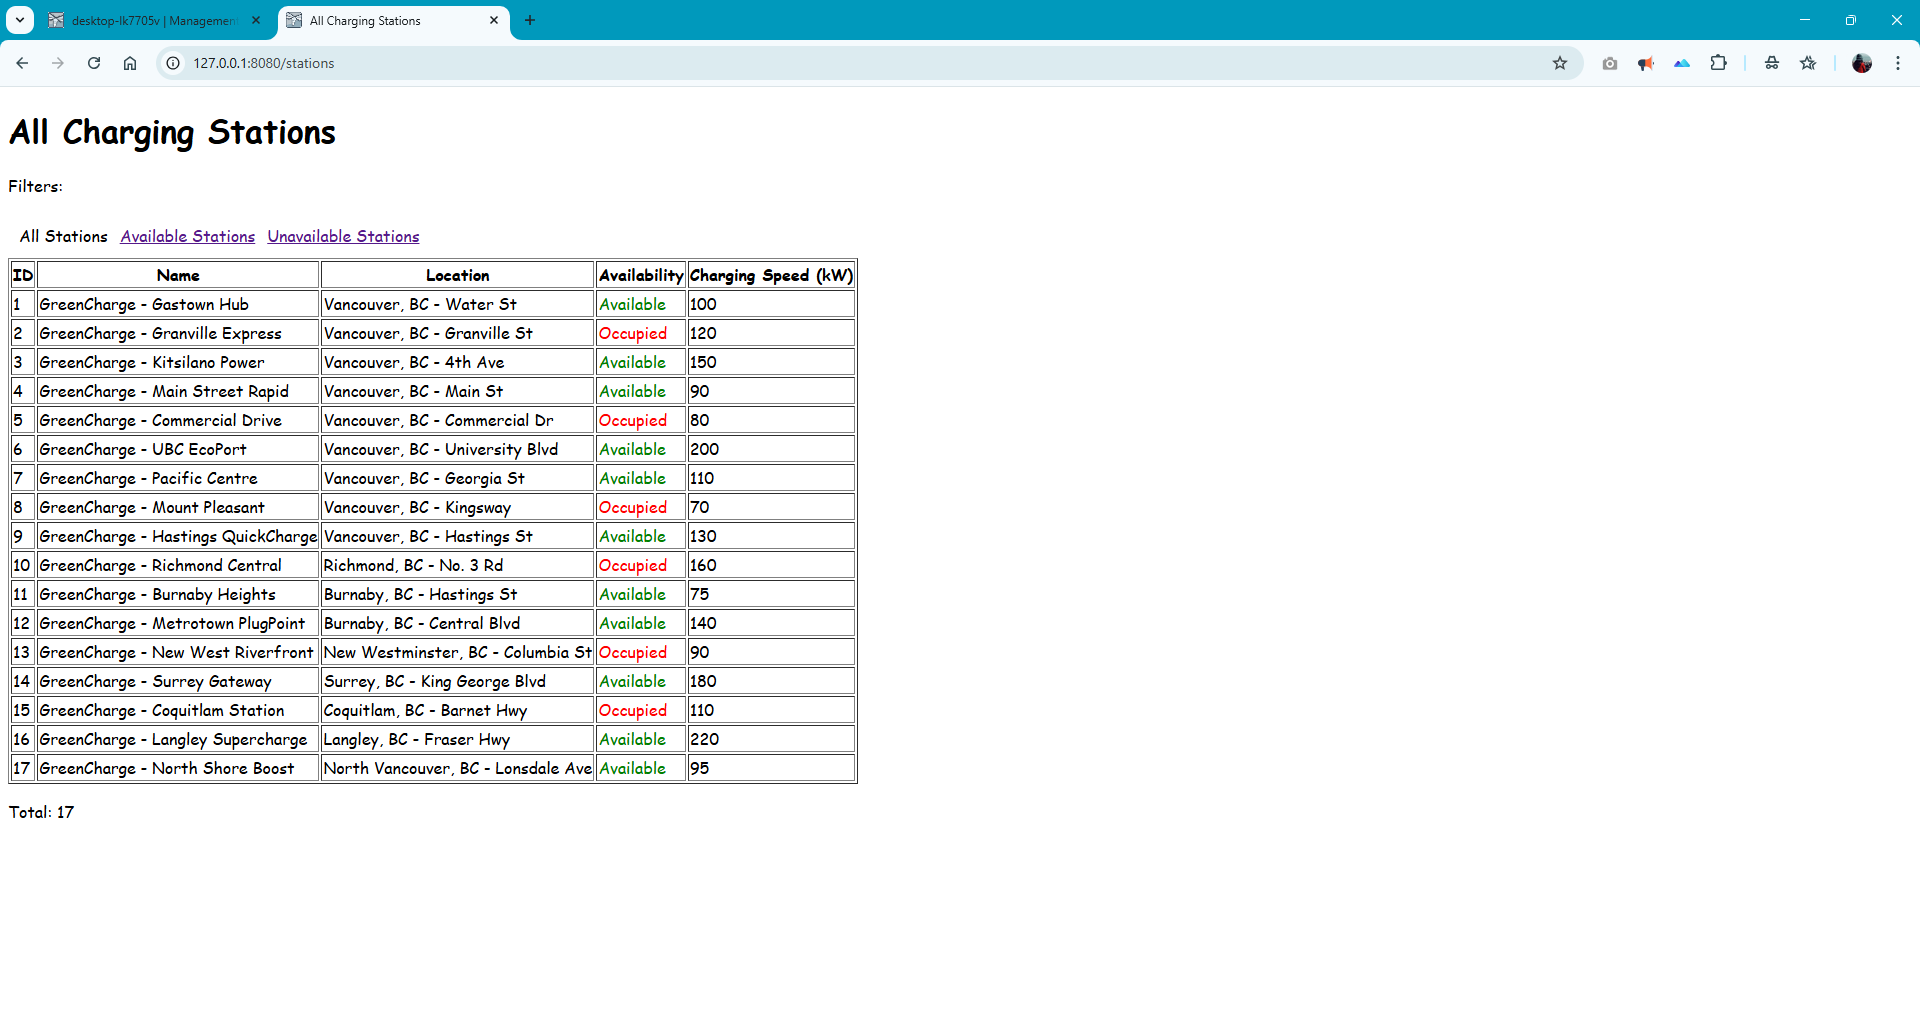 desktop-lk7705v | Management
All Charging Stations
127.0.0.1:8080/stations
All Charging Stations
Filters:
All Stations Available Stations Unavailable Stations
ID Name Location Availability Charging Speed (kW)
1 GreenCharge - Gastown Hub Vancouver, BC - Water St Available 100
2 GreenCharge - Granville Express Vancouver, BC - Granville St Occupied 120
3 GreenCharge - Kitsilano Power Vancouver, BC - 4th Ave Available 150
4 GreenCharge - Main Street Rapid Vancouver, BC - Main St Available 90
5 GreenCharge - Commercial Drive Vancouver, BC - Commercial Dr Occupied 80
6 GreenCharge - UBC EcoPort Vancouver, BC - University Blvd Available 200
7 GreenCharge - Pacific Centre Vancouver, BC - Georgia St Available 110
8 GreenCharge - Mount Pleasant Vancouver, BC - Kingsway Occupied 70
9 GreenCharge - Hastings QuickCharge Vancouver, BC - Hastings St Available 130
10 GreenCharge - Richmond Central Richmond, BC - No. 3 Rd Occupied 160
11 GreenCharge - Burnaby Heights Burnaby, BC - Hastings St Available 75
12 GreenCharge - Metrotown PlugPoint Burnaby, BC - Central Blvd Available 140
13 GreenCharge - New West Riverfront New Westminster, BC - Columbia St Occupied 90
14 GreenCharge - Surrey Gateway Surrey, BC - King George Blvd Available 180
15 GreenCharge - Coquitlam Station Coquitlam, BC - Barnet Hwy Occupied 110
16 GreenCharge - Langley Supercharge Langley, BC - Fraser Hwy Available 220
17 GreenCharge - North Shore Boost North Vancouver, BC - Lonsdale Ave Available 95
Total: 17